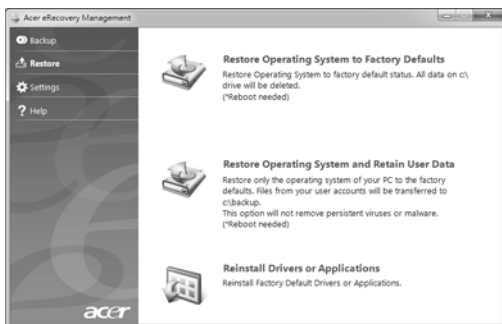 Acer eRecovery Management
Backup
Restore
Settings
Help
Restore Operating System to Factory Defaults
Restore Operating System to factory default status. All data on c:\
drive will be deleted.
(*Reboot needed)
Restore Operating System and Retain User Data
Restore only the operating system of your PC to the factory
defaults. Files from your user accounts will be transferred to
c:\backup.
This option will not remove persistent viruses or malware.
(*Reboot needed)
Reinstall Drivers or Applications
Reinstall Factory Default Drivers or Applications.
acer